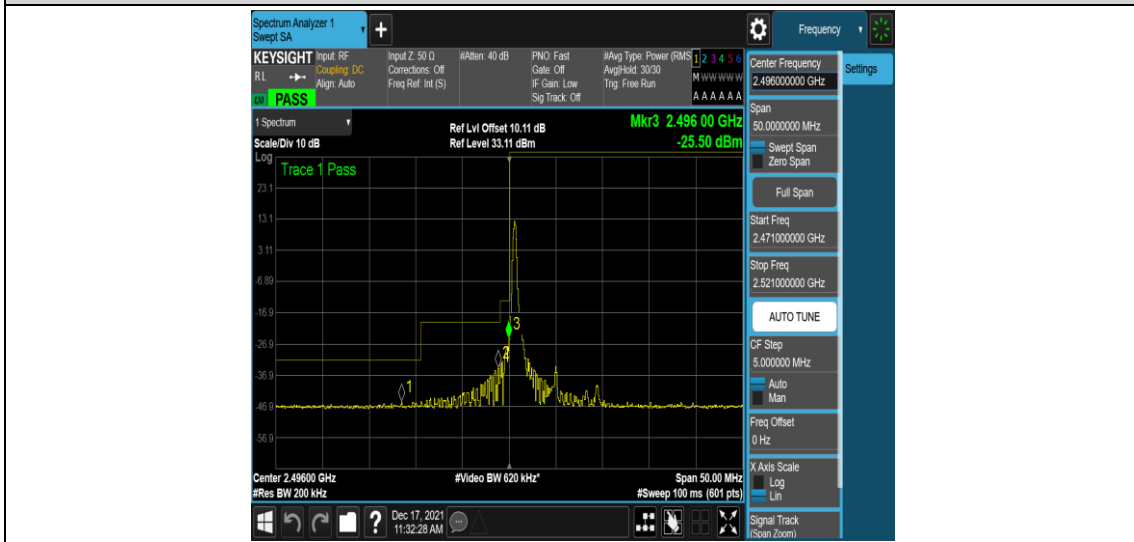 Spectrum Analyzer 1
Swept SA
+
Frequency
KEYSIGHT
RL
LXI PASS
Input: RF
Coupling: DC
Align: Auto
Input Z: 50 Ω
Corrections: Off
Freq Ref: Int (S)
#Atten: 40 dB
PNO: Fast
Gate: Off
IF Gain: Low
Sig Track: Off
#Avg Type: Power (RMS
Avg|Hold: 30/30
Trig: Free Run
1 2 3 4 5 6
M W W W W W
A A A A A A
1 Spectrum
Scale/Div 10 dB
Ref Lvl Offset 10.11 dB
Ref Level 33.11 dBm
Mkr3 2.496 00 GHz
-25.50 dBm
Log
Trace 1 Pass
23.1
13.1
3.11
-6.89
-16.9
-26.9
-36.9
-46.9
-56.9
1
2
3
Center 2.49600 GHz
#Res BW 200 kHz
#Video BW 620 kHz*
Span 50.00 MHz
#Sweep 100 ms (601 pts)
?
Dec 17, 2021
11:32:28 AM
Center Frequency
2.496000000 GHz
Settings
Span
50.0000000 MHz
Swept Span
Zero Span
Full Span
Start Freq
2.471000000 GHz
Stop Freq
2.521000000 GHz
AUTO TUNE
CF Step
5.000000 MHz
Auto
Man
Freq Offset
0 Hz
X Axis Scale
Log
Lin
Signal Track
(Span Zoom)